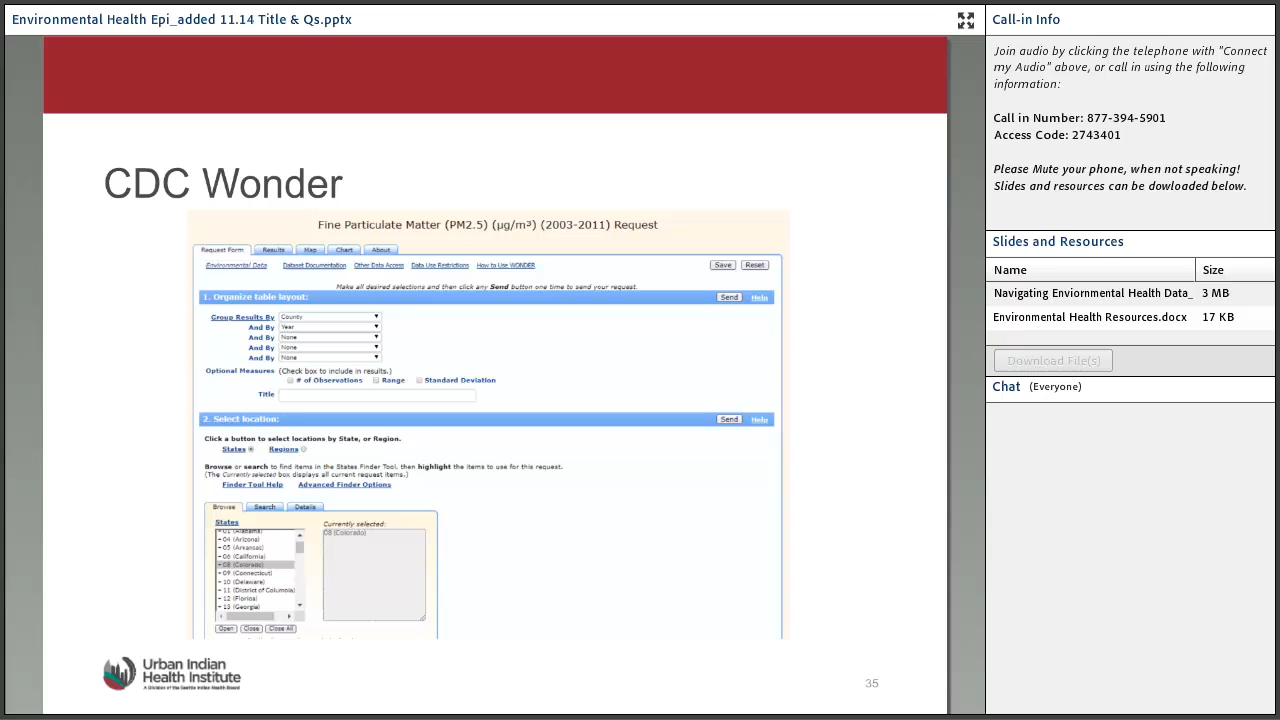 Environmental Health Epi_added 11.14 Title & Qs.pptx
CDC Wonder
Fine Particulate Matter (PM2.5) (µg/m³) (2003-2011) Request
Request Form Results Map Chart About
Environmental Data Dataset Documentation Other Data Access Data Use Restrictions How to Use WONDER Save Reset
Make all desired selections and then click any Send button one time to send your request.
1. Organize table layout: Send Help
Group Results By County
And By Year
And By None
And By None
And By None
Optional Measures (Check box to include in results.)
# of Observations Range Standard Deviation
Title
2. Select location: Send Help
Click a button to select locations by State, or Region.
States Regions
Browse or search to find items in the States Finder Tool, then highlight the items to use for this request.
(The Currently selected box displays all current request items.)
Finder Tool Help Advanced Finder Options
Browse Search Details
States Currently selected:
01 (Alabama) 08 (Colorado)
04 (Arizona)
05 (Arkansas)
06 (California)
08 (Colorado)
09 (Connecticut)
10 (Delaware)
11 (District of Columbia)
12 (Florida)
13 (Georgia)
Open Close Close All
Urban Indian
Health Institute
A Division of the Seattle Indian Health Board
35
Call-in Info
Join audio by clicking the telephone with "Connect
my Audio" above, or call in using the following
information:
Call in Number: 877-394-5901
Access Code: 2743401
Please Mute your phone, when not speaking!
Slides and resources can be dowloaded below.
Slides and Resources
Name Size
Navigating Envionmental Health Data_ 3 MB
Environmental Health Resources.docx 17 KB
Download File(s)
Chat (Everyone)